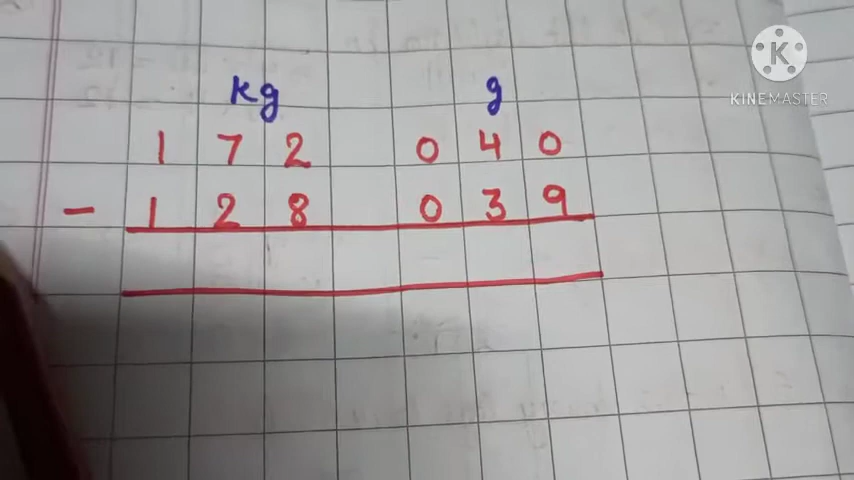 kg g
1 7 2 0 4 0
- 1 2 8 0 3 9
K
KINEMASTER